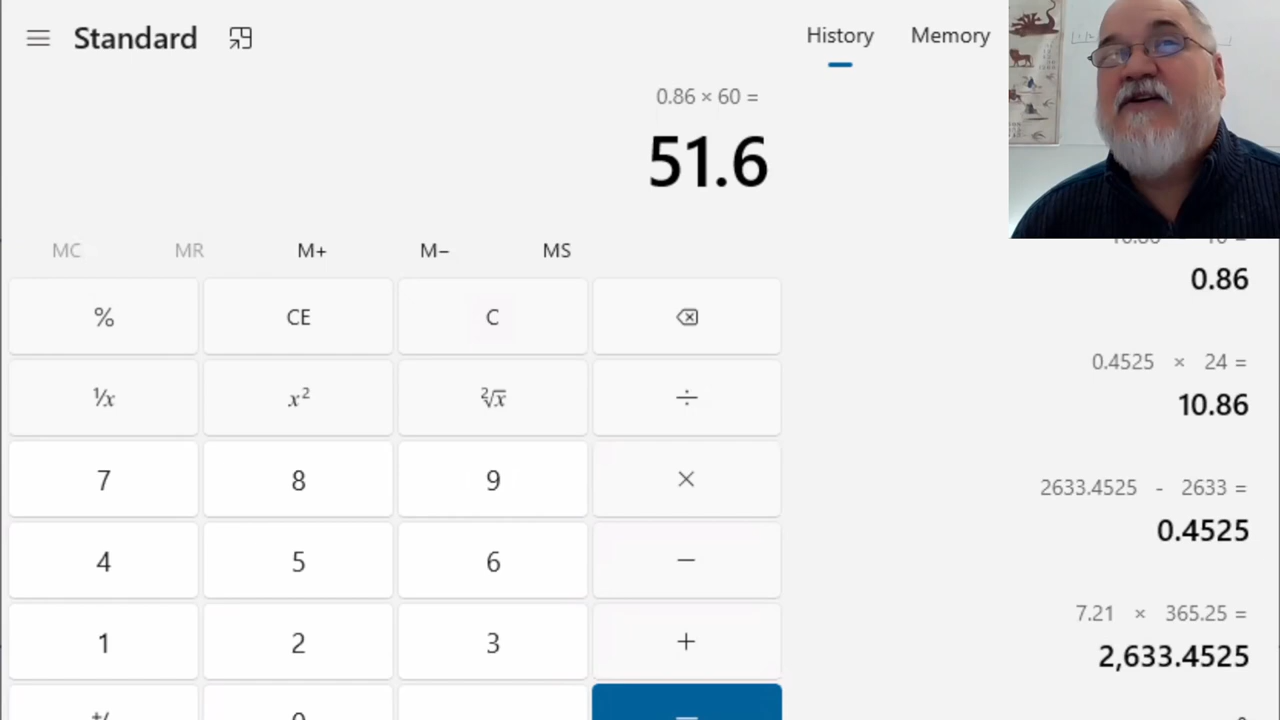 Standard
History
Memory
0.86 × 60 =
51.6
MC
MR
M+
M−
MS
%
CE
C
¹/x
x²
²√x
÷
7
8
9
×
4
5
6
−
1
2
3
+
0.86
0.4525 × 24 =
10.86
2633.4525 - 2633 =
0.4525
7.21 × 365.25 =
2,633.4525